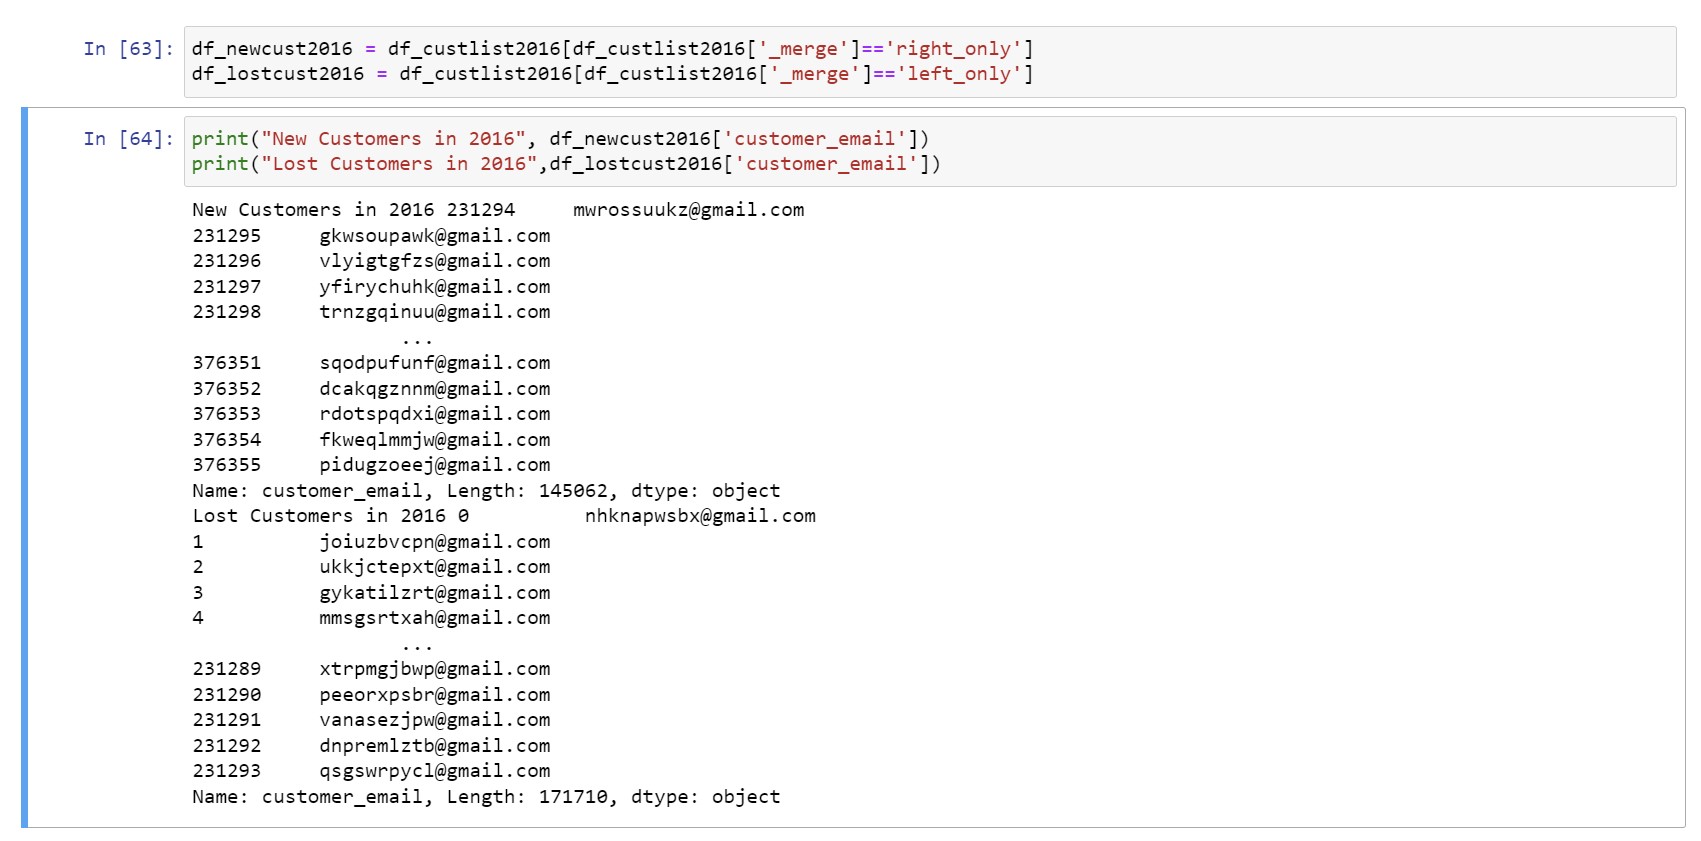 In [63]: df_newcust2016 = df_custlist2016[df_custlist2016['_merge']=='right_only']
df_lostcust2016 = df_custlist2016[df_custlist2016['_merge']=='left_only']
In [64]: print("New Customers in 2016", df_newcust2016['customer_email'])
print("Lost Customers in 2016",df_lostcust2016['customer_email'])
New Customers in 2016 231294     mwrossuukz@gmail.com
231295     gkwsoupawk@gmail.com
231296     vlyigtgfzs@gmail.com
231297     yfirychuhk@gmail.com
231298     trnzgqinuu@gmail.com
...
376351     sqodpufunf@gmail.com
376352     dcakqgznnm@gmail.com
376353     rdotspqdxi@gmail.com
376354     fkweqlmmjw@gmail.com
376355     pidugzoeej@gmail.com
Name: customer_email, Length: 145062, dtype: object
Lost Customers in 2016 0          nhknapwsbx@gmail.com
1          joiuzbvcpn@gmail.com
2          ukkjctepxt@gmail.com
3          gykatilzrt@gmail.com
4          mmsgsrtxah@gmail.com
...
231289     xtrpmgjbwp@gmail.com
231290     peeorxpsbr@gmail.com
231291     vanasezjpw@gmail.com
231292     dnpremlztb@gmail.com
231293     qsgswrpycl@gmail.com
Name: customer_email, Length: 171710, dtype: object